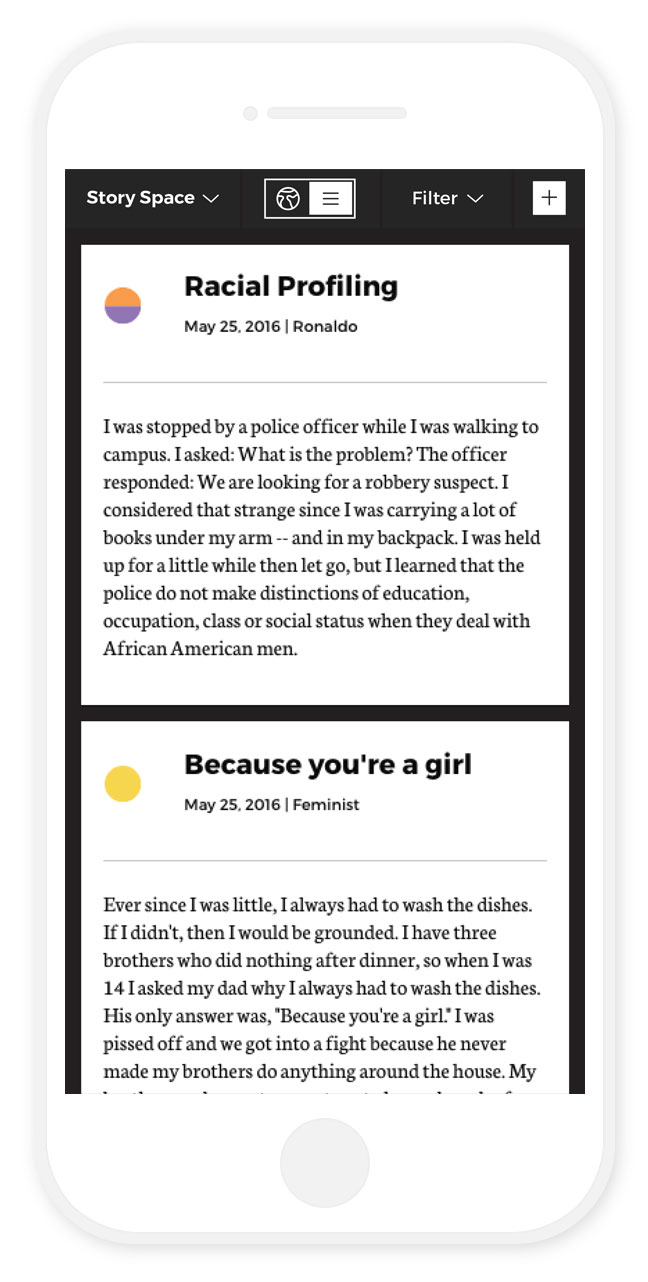 Story Space
Filter
Racial Profiling
May 25, 2016 | Ronaldo
I was stopped by a police officer while I was walking to
campus. I asked: What is the problem? The officer
responded: We are looking for a robbery suspect. I
considered that strange since I was carrying a lot of
books under my arm -- and in my backpack. I was held
up for a little while then let go, but I learned that the
police do not make distinctions of education,
occupation, class or social status when they deal with
African American men.
Because you're a girl
May 25, 2016 | Feminist
Ever since I was little, I always had to wash the dishes.
If I didn't, then I would be grounded. I have three
brothers who did nothing after dinner, so when I was
14 I asked my dad why I always had to wash the dishes.
His only answer was, "Because you're a girl." I was
pissed off and we got into a fight because he never
made my brothers do anything around the house. My